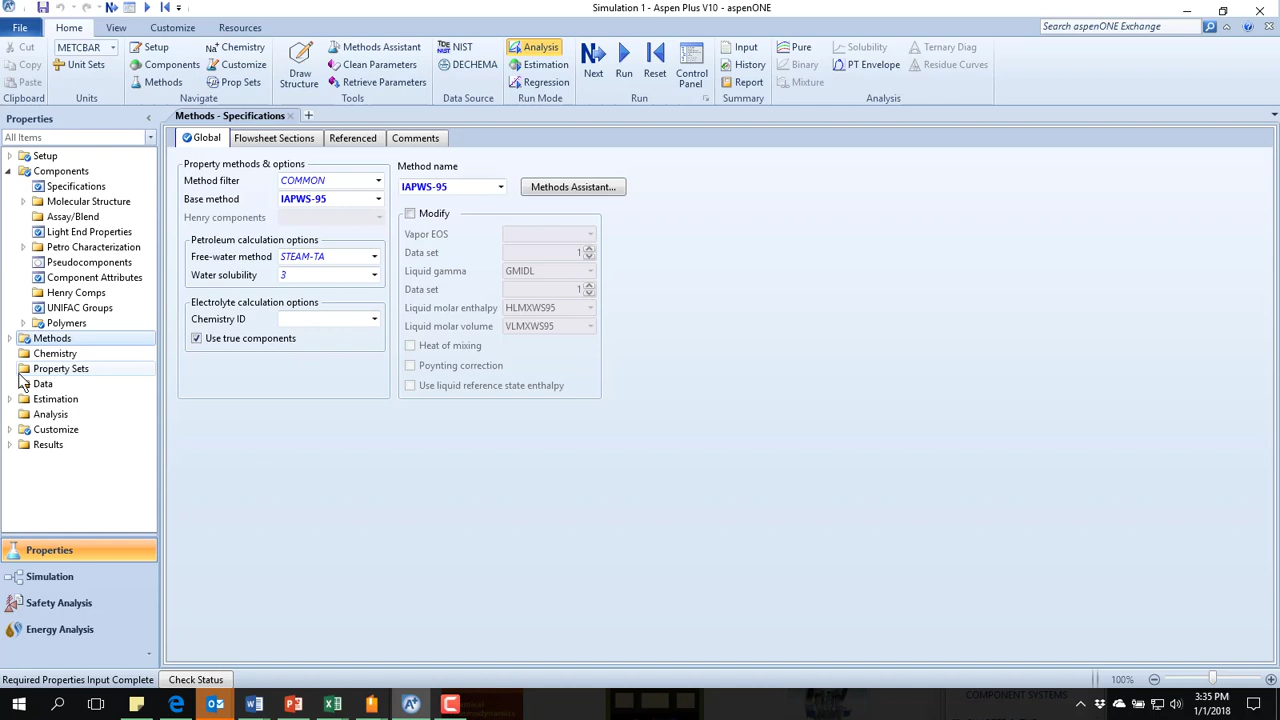 Simulation 1 - Aspen Plus V10 - aspenONE
File Home View Customize Resources Search aspenONE Exchange
Cut METCBAR Setup Chemistry Methods Assistant NIST Analysis Input Pure Solubility Ternary Diag
Copy Unit Sets Components Customize Clean Parameters DECHEMA Estimation History Binary PT Envelope Residue Curves
Paste Methods Prop Sets Draw Structure Retrieve Parameters Regression Next Run Reset Control Panel Report Mixture
Clipboard Units Navigate Tools Data Source Run Mode Run Summary Analysis
Properties
All Items
Setup
Components
Specifications
Molecular Structure
Assay/Blend
Light End Properties
Petro Characterization
Pseudocomponents
Component Attributes
Henry Comps
UNIFAC Groups
Polymers
Methods
Chemistry
Property Sets
Data
Estimation
Analysis
Customize
Results
Properties
Simulation
Safety Analysis
Energy Analysis
Methods - Specifications
Global Flowsheet Sections Referenced Comments
Property methods & options
Method filter COMMON
Base method IAPWS-95
Henry components
Petroleum calculation options
Free-water method STEAM-TA
Water solubility 3
Electrolyte calculation options
Chemistry ID
Use true components
Method name
IAPWS-95 Methods Assistant...
Modify
Vapor EOS
Data set 1
Liquid gamma GMIDL
Data set 1
Liquid molar enthalpy HLMXWS95
Liquid molar volume VLMXWS95
Heat of mixing
Poynting correction
Use liquid reference state enthalpy
Required Properties Input Complete Check Status 100%
COMPONENT SYSTEMS
3:35 PM
1/1/2018